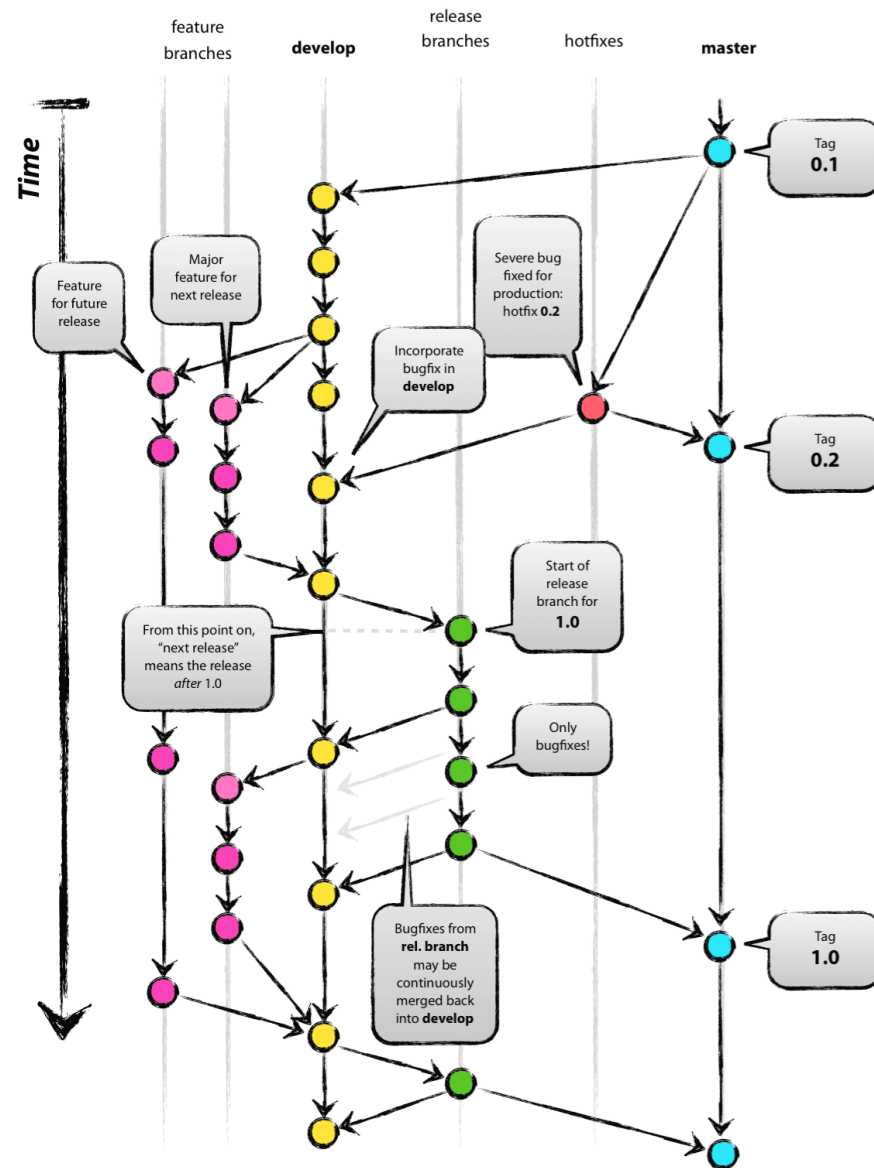 feature
branches
develop
release
branches
hotfixes
master
Time
Tag
0.1
Major
feature for
next release
Severe bug
fixed for
production:
hotfix 0.2
Feature
for future
release
Incorporate
bugfix in
develop
Tag
0.2
Start of
release
branch for
1.0
From this point on,
“next release”
means the release
after 1.0
Only
bugfixes!
Bugfixes from
rel. branch
may be
continuously
merged back
into develop
Tag
1.0